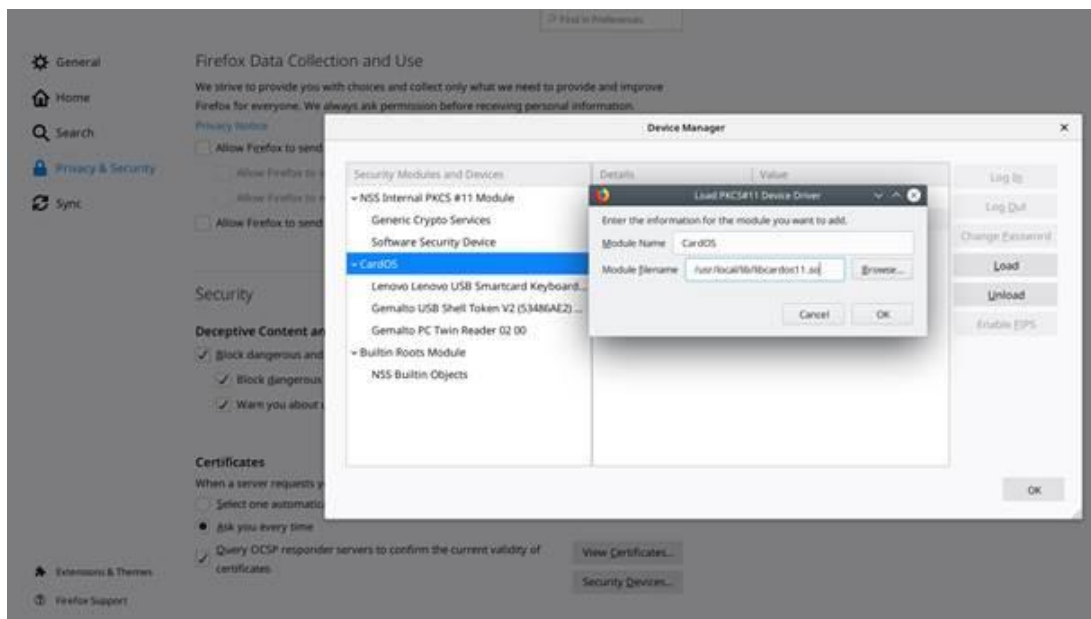 Find in Preferences
General
Home
Search
Privacy & Security
Sync
Extensions & Themes
Firefox Support
Firefox Data Collection and Use
We strive to provide you with choices and collect only what we need to provide and improve
Firefox for everyone. We always ask permission before receiving personal information.
Privacy Notice
Allow Firefox to send
Allow Firefox to
Allow Firefox to
Allow Firefox to send
Security
Deceptive Content an
Block dangerous and
Block dangerous
Warn you about
Certificates
When a server requests y
Select one automatic
Ask you every time
Query OCSP responder servers to confirm the current validity of
certificates
View Certificates...
Security Devices...
Device Manager
Security Modules and Devices
Details
Value
NSS Internal PKCS #11 Module
Generic Crypto Services
Software Security Device
CardOS
Lenovo Lenovo USB Smartcard Keyboard...
Gemalto USB Shell Token V2 (53486AE2) ...
Gemalto PC Twin Reader 02 00
Builtin Roots Module
NSS Builtin Objects
Log In
Log Out
Change Password
Load
Unload
Enable FIPS
OK
Load PKCS#11 Device Driver
Enter the information for the module you want to add.
Module Name CardOS
Module filename /usr/local/lib/libcardos11.so Browse...
Cancel OK